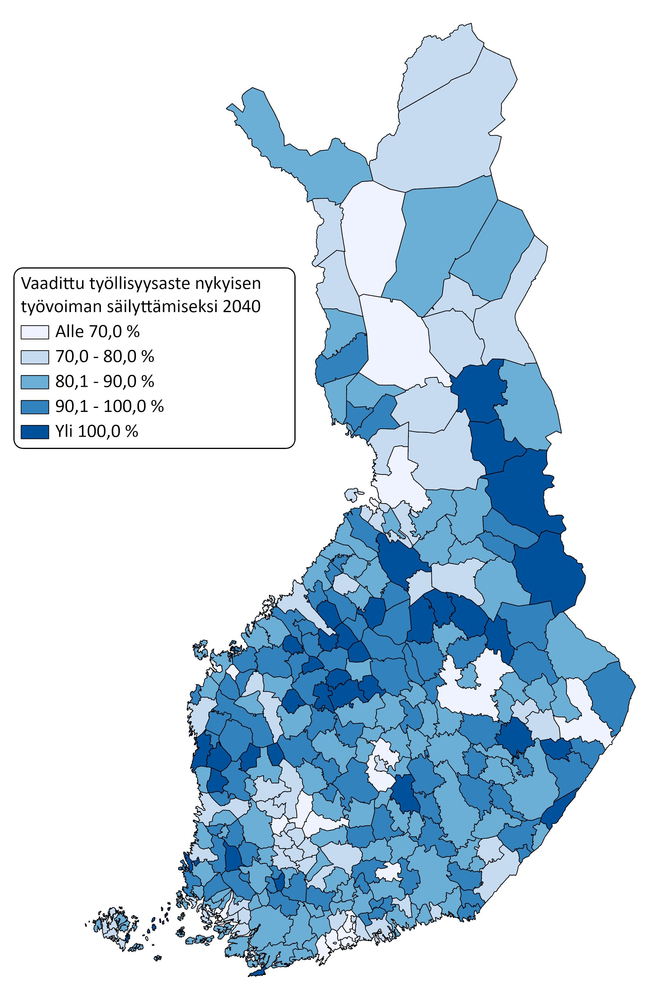 Vaadittu työllisyysaste nykyisen
työvoiman säilyttämiseksi 2040
Alle 70,0 %
70,0 - 80,0 %
80,1 - 90,0 %
90,1 - 100,0 %
Yli 100,0 %